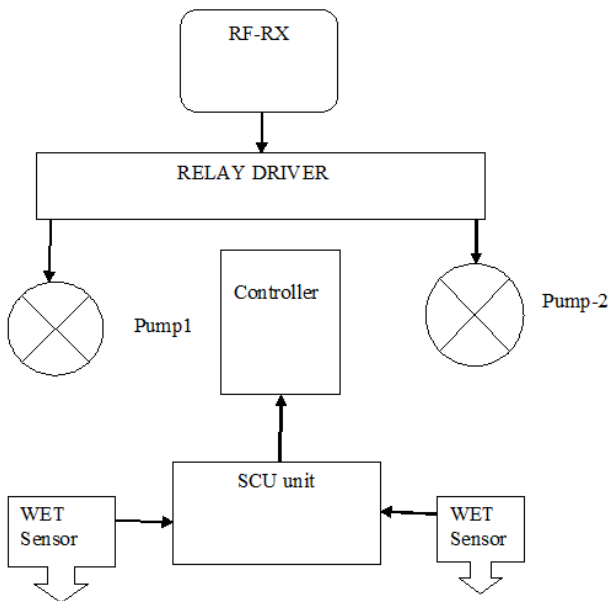 RF-RX
RELAY DRIVER
Controller
Pump1
Pump-2
SCU unit
WET
Sensor
WET
Sensor